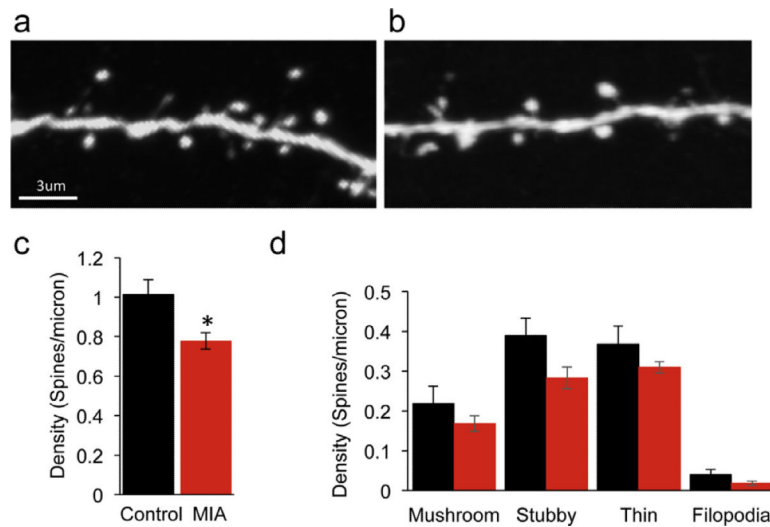 a
b
3um
c
Density (Spines/micron)
1.2
1
0.8
0.6
0.4
0.2
0
*
Control MIA
d
Density (Spines/micron)
0.5
0.4
0.3
0.2
0.1
0
Mushroom Stubby Thin Filopodia